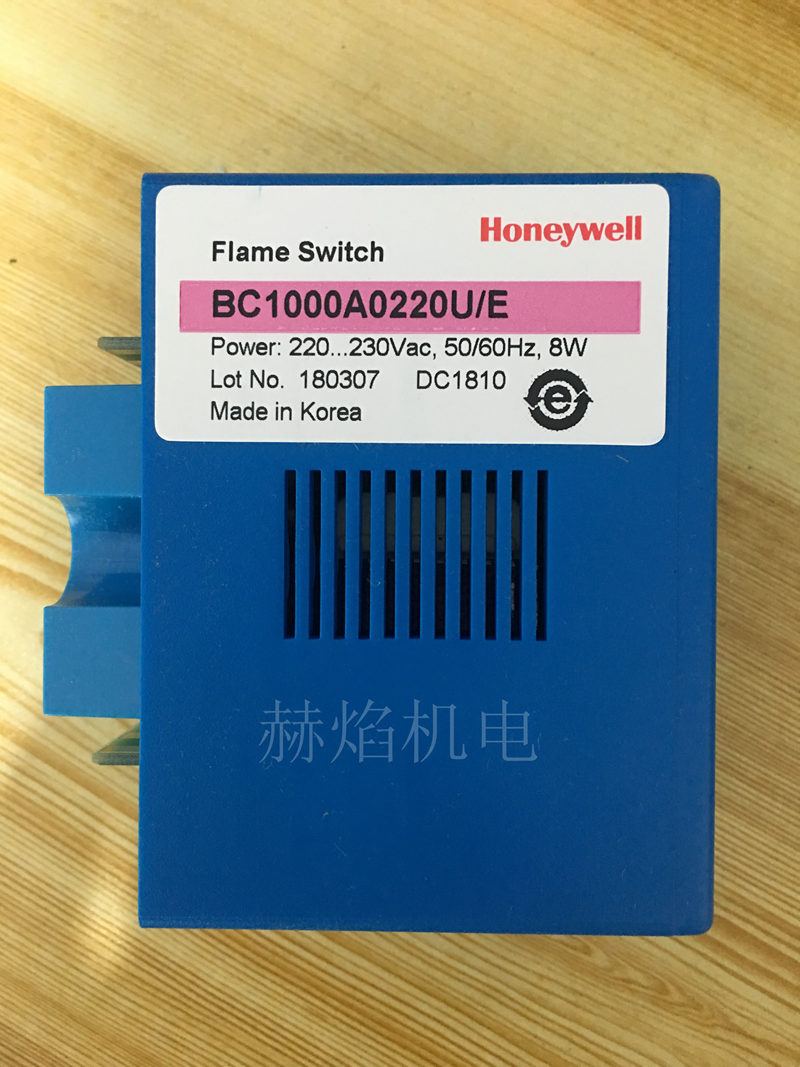 Honeywell
Flame Switch
BC1000A0220U/E
Power: 220...230Vac, 50/60Hz, 8W
Lot No. 180307 DC1810
e
Made in Korea
赫焰机电